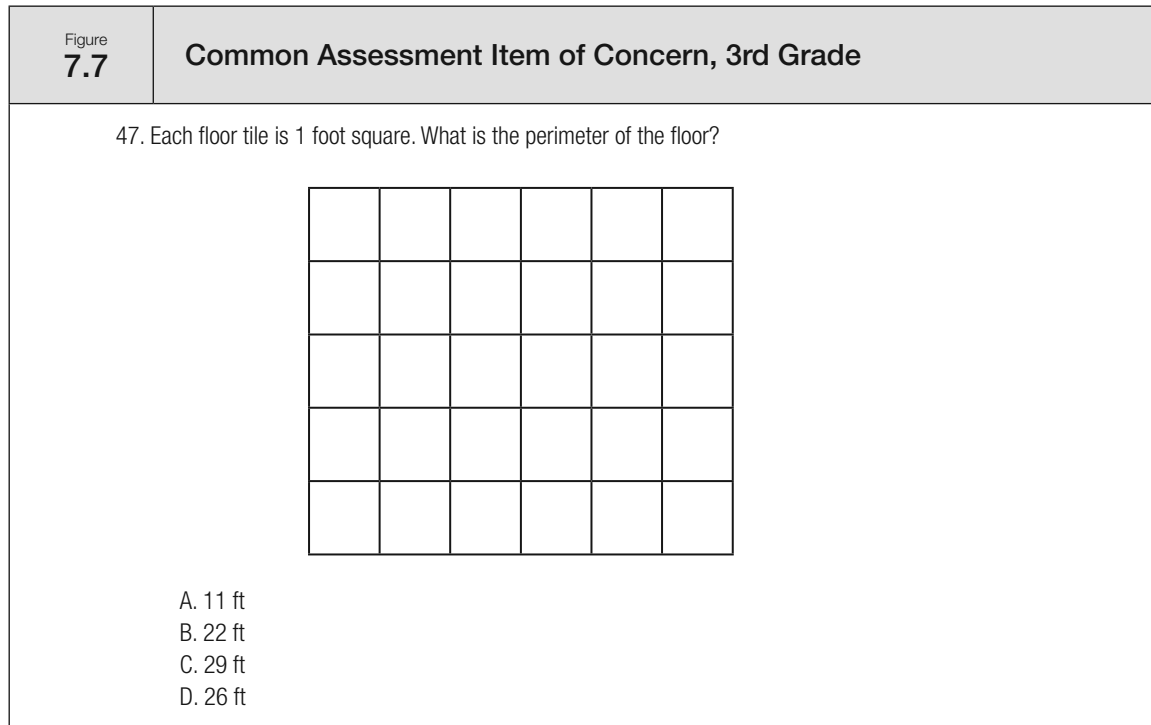 Figure
7.7
Common Assessment Item of Concern, 3rd Grade
47. Each floor tile is 1 foot square. What is the perimeter of the floor?
A. 11 ft
B. 22 ft
C. 29 ft
D. 26 ft